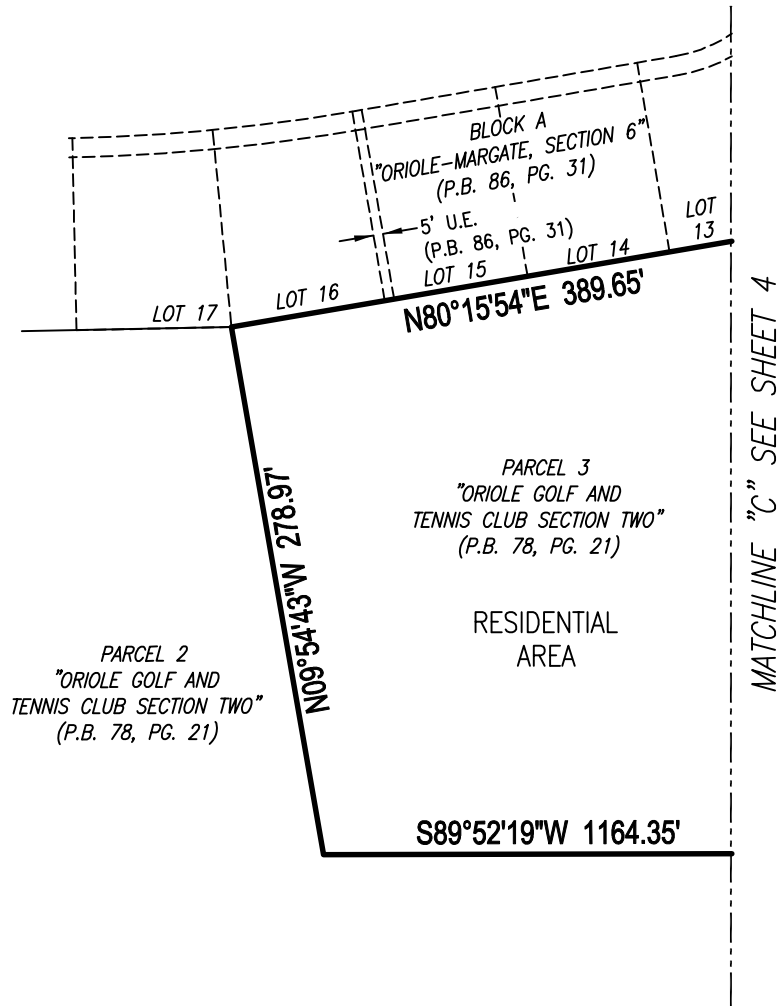 BLOCK A
"ORIOLE-MARGATE, SECTION 6"
(P.B. 86, PG. 31)
5' U.E.
(P.B. 86, PG. 31)
LOT
13
LOT 14
LOT 15
LOT 16
LOT 17
N80°15'54"E 389.65'
MATCHLINE "C" SEE SHEET 4
PARCEL 3
"ORIOLE GOLF AND
TENNIS CLUB SECTION TWO"
(P.B. 78, PG. 21)
N09°54'43"W 278.97'
RESIDENTIAL
AREA
PARCEL 2
"ORIOLE GOLF AND
TENNIS CLUB SECTION TWO"
(P.B. 78, PG. 21)
S89°52'19"W 1164.35'